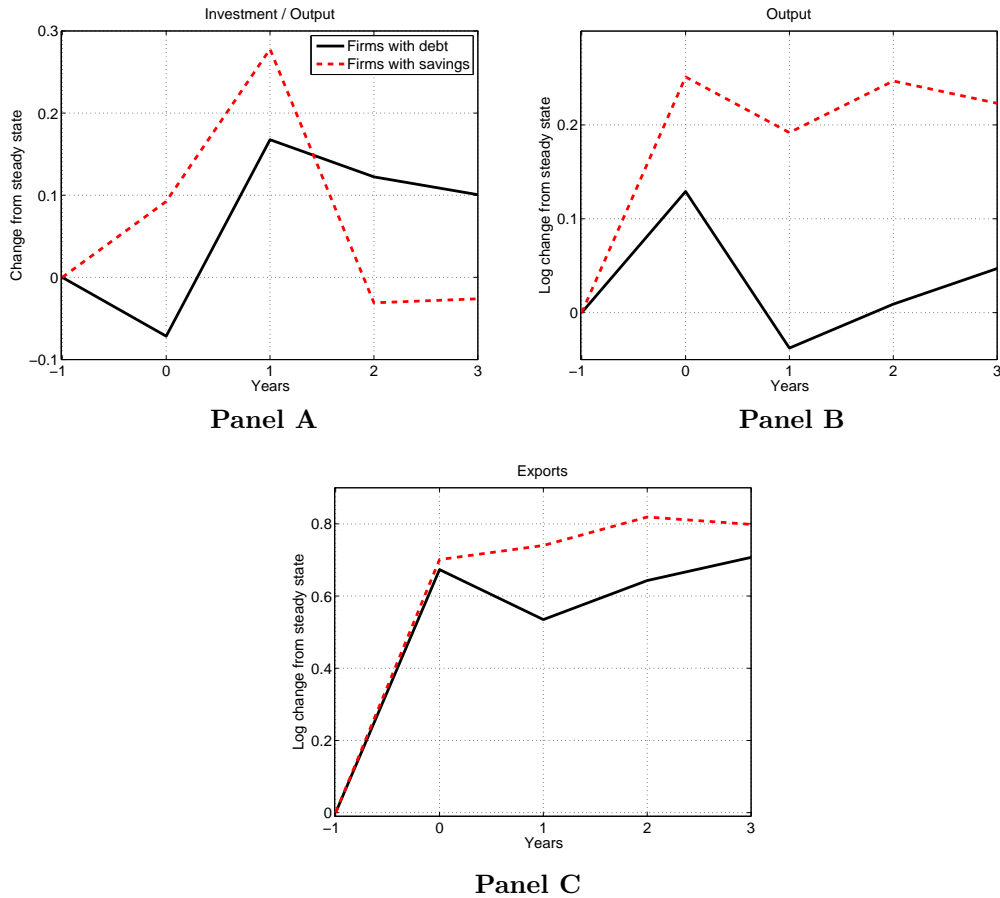 Investment / Output
Change from steady state
0.3
0.2
0.1
0
−0.1
Firms with debt
Firms with savings
−1
0
1
2
3
Years
Panel A
Output
Log change from steady state
0.2
0.1
0
−1
0
1
2
3
Years
Panel B
Exports
Log change from steady state
0.8
0.6
0.4
0.2
0
−1
0
1
2
3
Years
Panel C